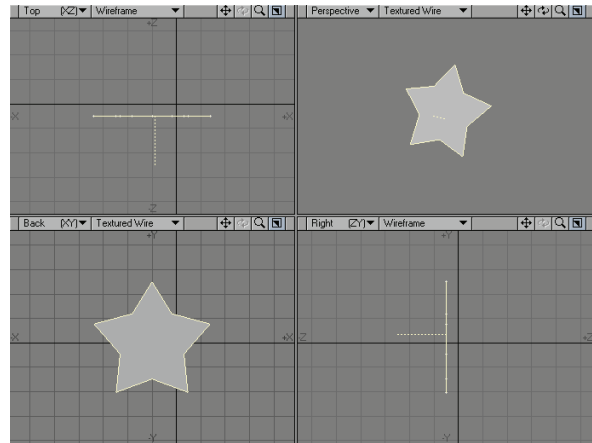 Top (XZ) Wireframe
Perspective Textured Wire
+Z
-X +X
-Z
Back (XY) Textured Wire
Right (ZY) Wireframe
+Y
+Y
-X +X
-Z +Z
-Y
-Y